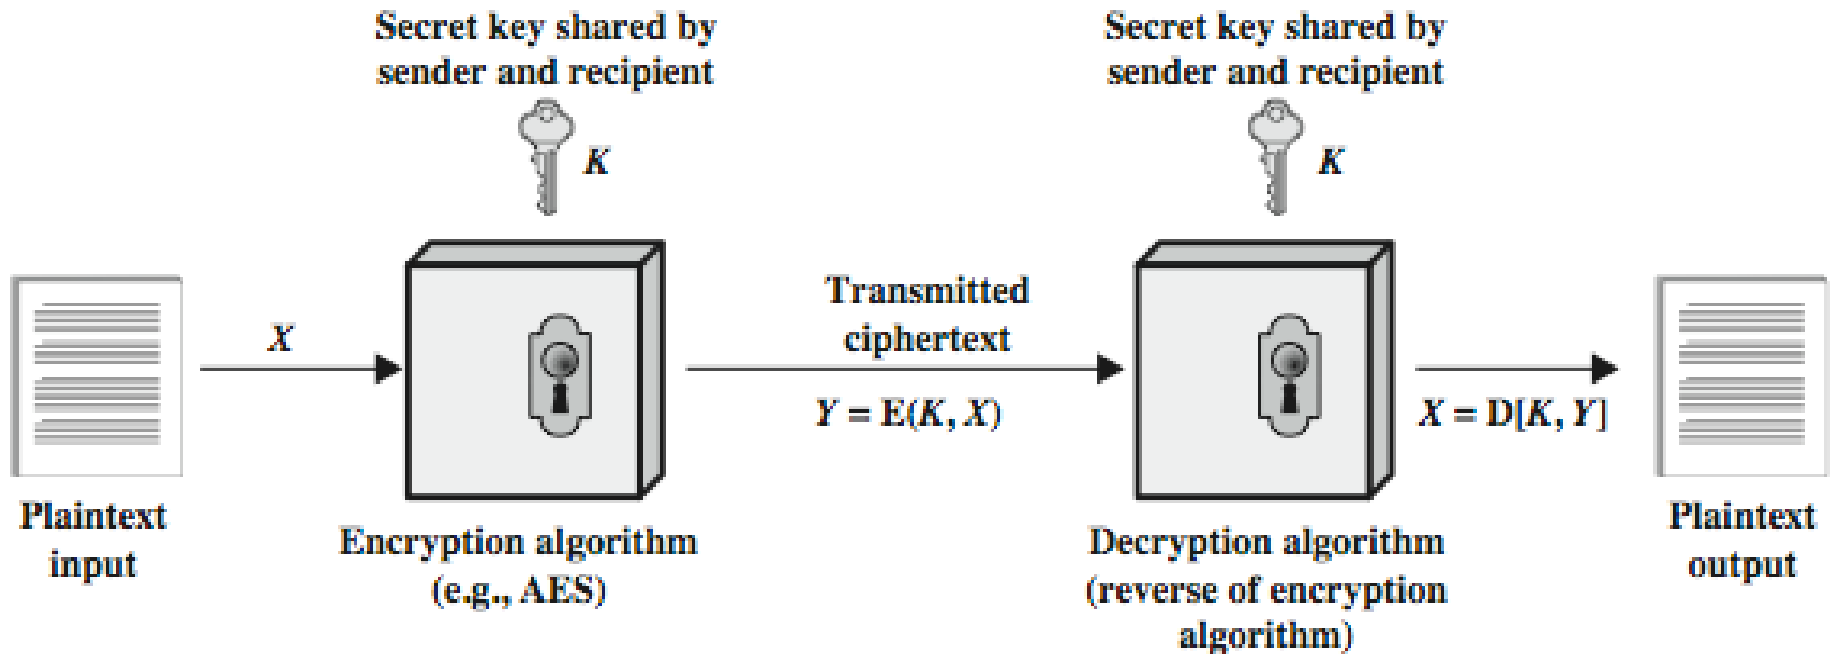 Secret key shared by
sender and recipient
K
Secret key shared by
sender and recipient
K
X
Transmitted
ciphertext
Y = E(K, X)
X = D[K, Y]
Plaintext
input
Encryption algorithm
(e.g., AES)
Decryption algorithm
(reverse of encryption
algorithm)
Plaintext
output